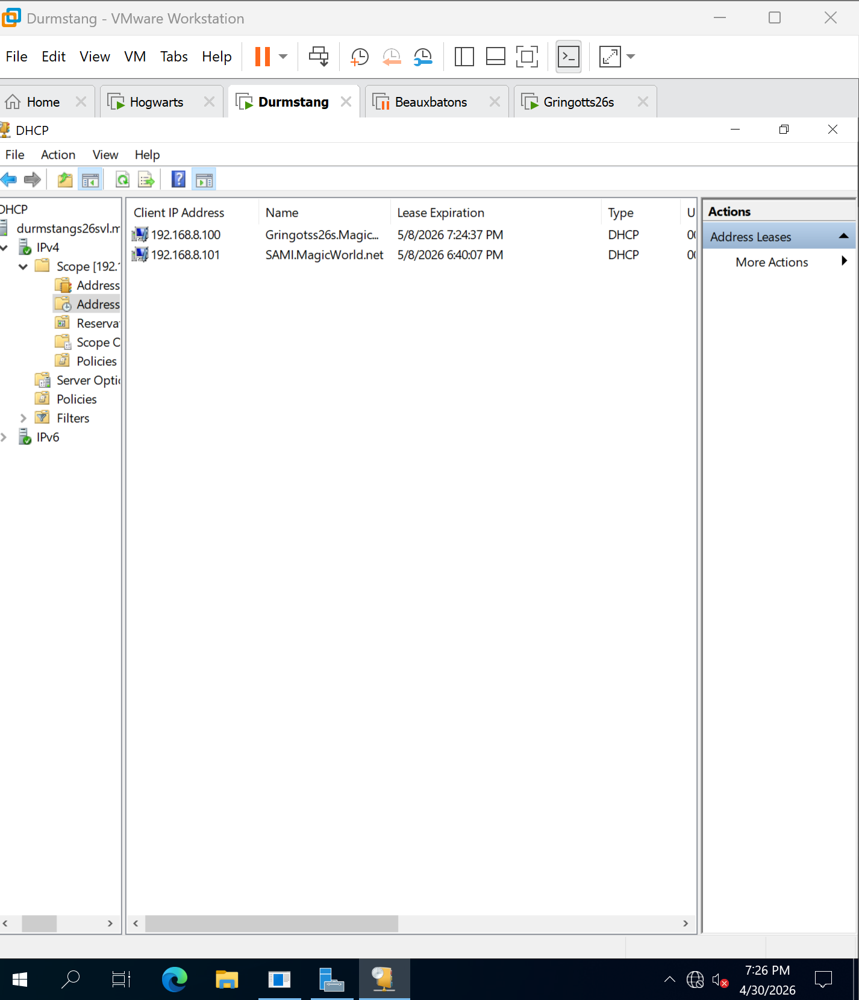 Durmstang - VMware Workstation
File Edit View VM Tabs Help
Home Hogwarts Durmstang Beauxbatons Gringotts26s
DHCP
File Action View Help
DHCP
durmstangs26svl.m
IPv4
Scope [192.
Address
Address
Reserva
Scope
Policies
Server Opti
Policies
Filters
IPv6
Client IP Address Name Lease Expiration Type U
192.168.8.100 Gringotss26s.Magic... 5/8/2026 7:24:37 PM DHCP 00
192.168.8.101 SAMI.MagicWorld.net 5/8/2026 6:40:07 PM DHCP 00
Actions
Address Leases
More Actions
7:26 PM
4/30/2026